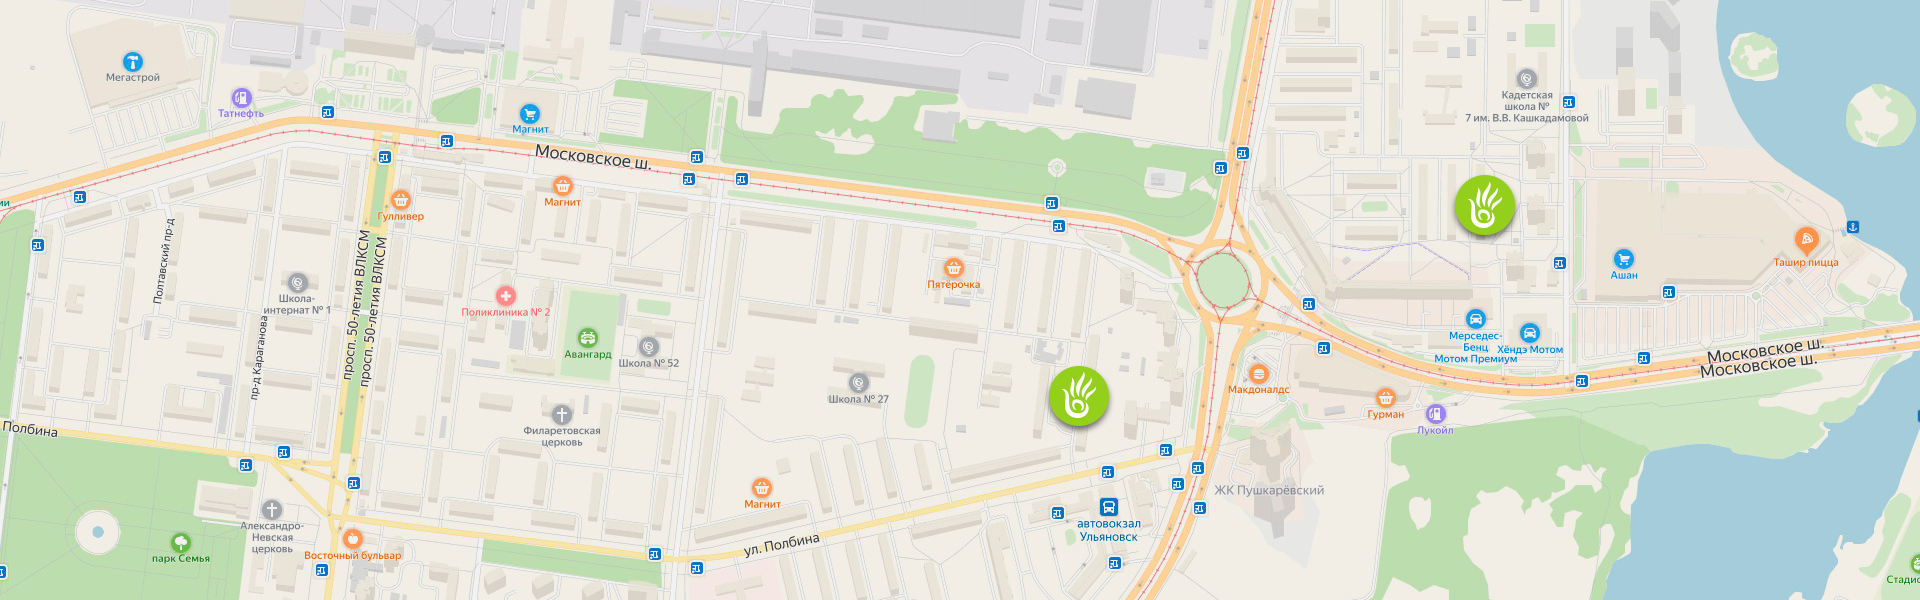 Мегастрой
Татнефть
Магнит
Московское ш.
Кадетская
школа №
7 им. В.В. Кашкадамовой
Гулливер
Магнит
Полтавский пр-д
просп. 50-летия ВЛКСМ
просп. 50-летия ВЛКСМ
Школа-
интернат № 1
Поликлиника № 2
Пятёрочка
Ашан
Ташир пицца
пр-д Караганова
Авангард
Школа № 52
Мерседес-
Бенц
Мотом Премиум
Хёндэ Мотом
Московское ш.
Московское ш.
Школа № 27
Макдоналдс
Гурман
Лукойл
Полбина
Филаретовская
церковь
Магнит
ЖК Пушкарёвский
Александро-
Невская
церковь
парк Семья
Восточный бульвар
ул. Полбина
автовокзал
Ульяновск